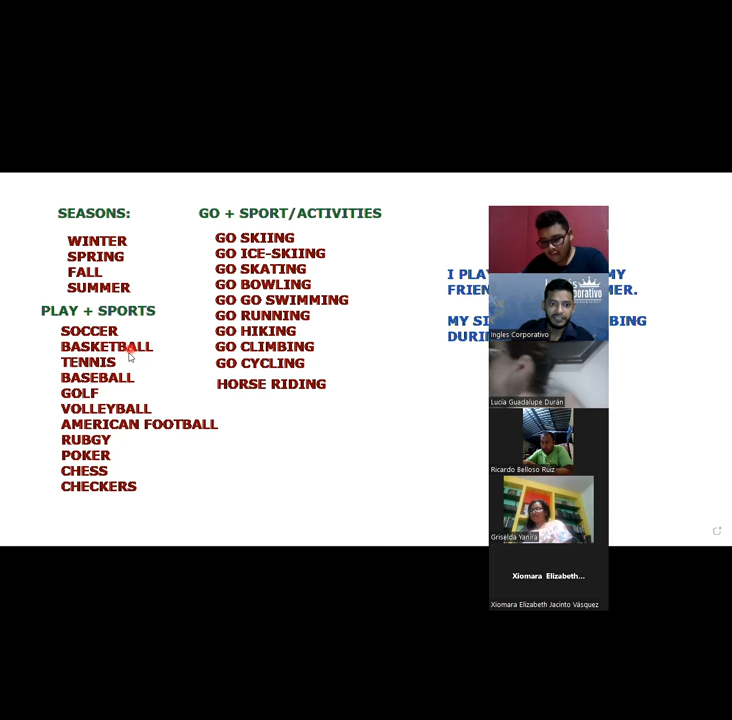 SEASONS:
WINTER
SPRING
FALL
SUMMER
PLAY + SPORTS
SOCCER
BASKETBALL
TENNIS
BASEBALL
GOLF
VOLLEYBALL
AMERICAN FOOTBALL
RUBGY
POKER
CHESS
CHECKERS
GO + SPORT/ACTIVITIES
GO SKIING
GO ICE-SKIING
GO SKATING
GO BOWLING
GO GO SWIMMING
GO RUNNING
GO HIKING
GO CLIMBING
GO CYCLING
HORSE RIDING
I PLAY MY
MY
Ingles Corporativo
Lucía Guadalupe Durán
Ricardo Belloso Ruiz
Griselda Yanira
Xiomara Elizabeth...
Xiomara Elizabeth Jacinto Vásquez